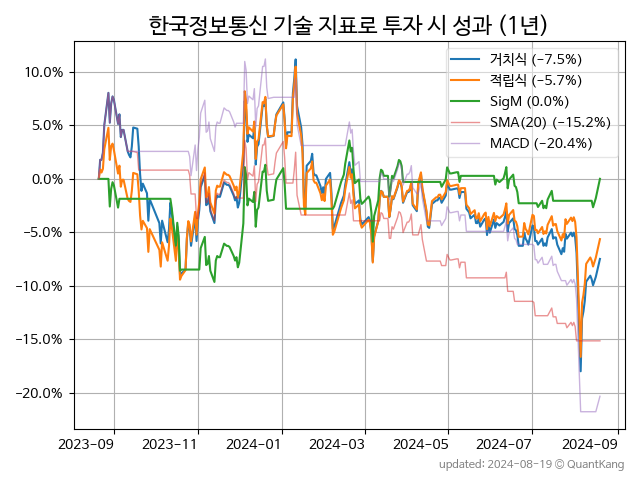 한국정보통신 기술 지표로 투자 시 성과 (1년)
10.0%
5.0%
0.0%
−5.0%
−10.0%
−15.0%
−20.0%
거치식 (−7.5%)
적립식 (−5.7%)
SigM (0.0%)
SMA(20) (−15.2%)
MACD (−20.4%)
2023-09 2023-11 2024-01 2024-03 2024-05 2024-07 2024-09
updated: 2024-08-19 © QuantKang